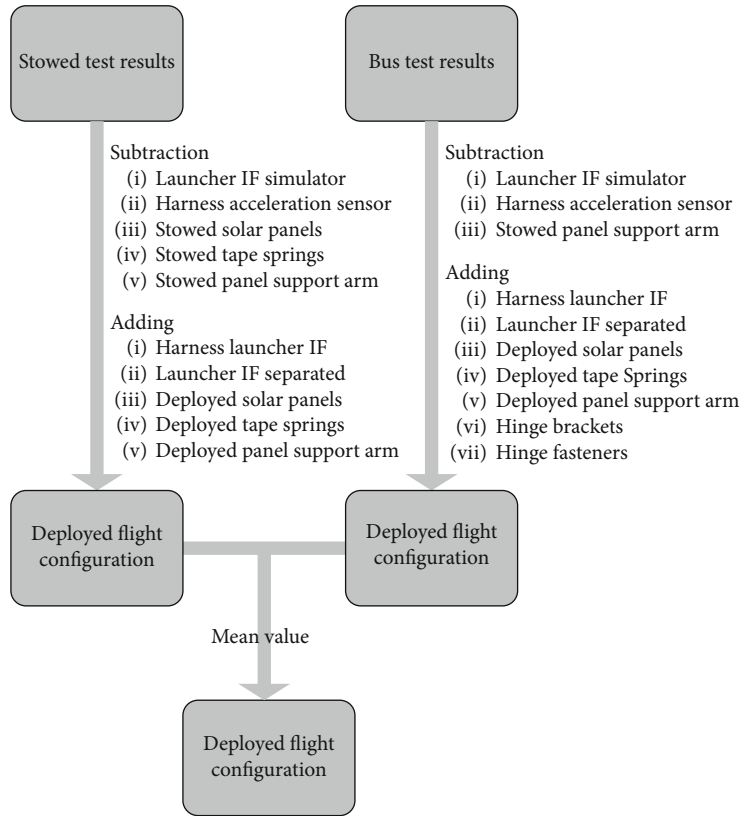 Stowed test results
Bus test results
Subtraction
(i) Launcher IF simulator
(ii) Harness acceleration sensor
(iii) Stowed solar panels
(iv) Stowed tape springs
(v) Stowed panel support arm
Adding
(i) Harness launcher IF
(ii) Launcher IF separated
(iii) Deployed solar panels
(iv) Deployed tape springs
(v) Deployed panel support arm
Subtraction
(i) Launcher IF simulator
(ii) Harness acceleration sensor
(iii) Stowed panel support arm
Adding
(i) Harness launcher IF
(ii) Launcher IF separated
(iii) Deployed solar panels
(iv) Deployed tape Springs
(v) Deployed panel support arm
(vi) Hinge brackets
(vii) Hinge fasteners
Deployed flight
configuration
Deployed flight
configuration
Mean value
Deployed flight
configuration